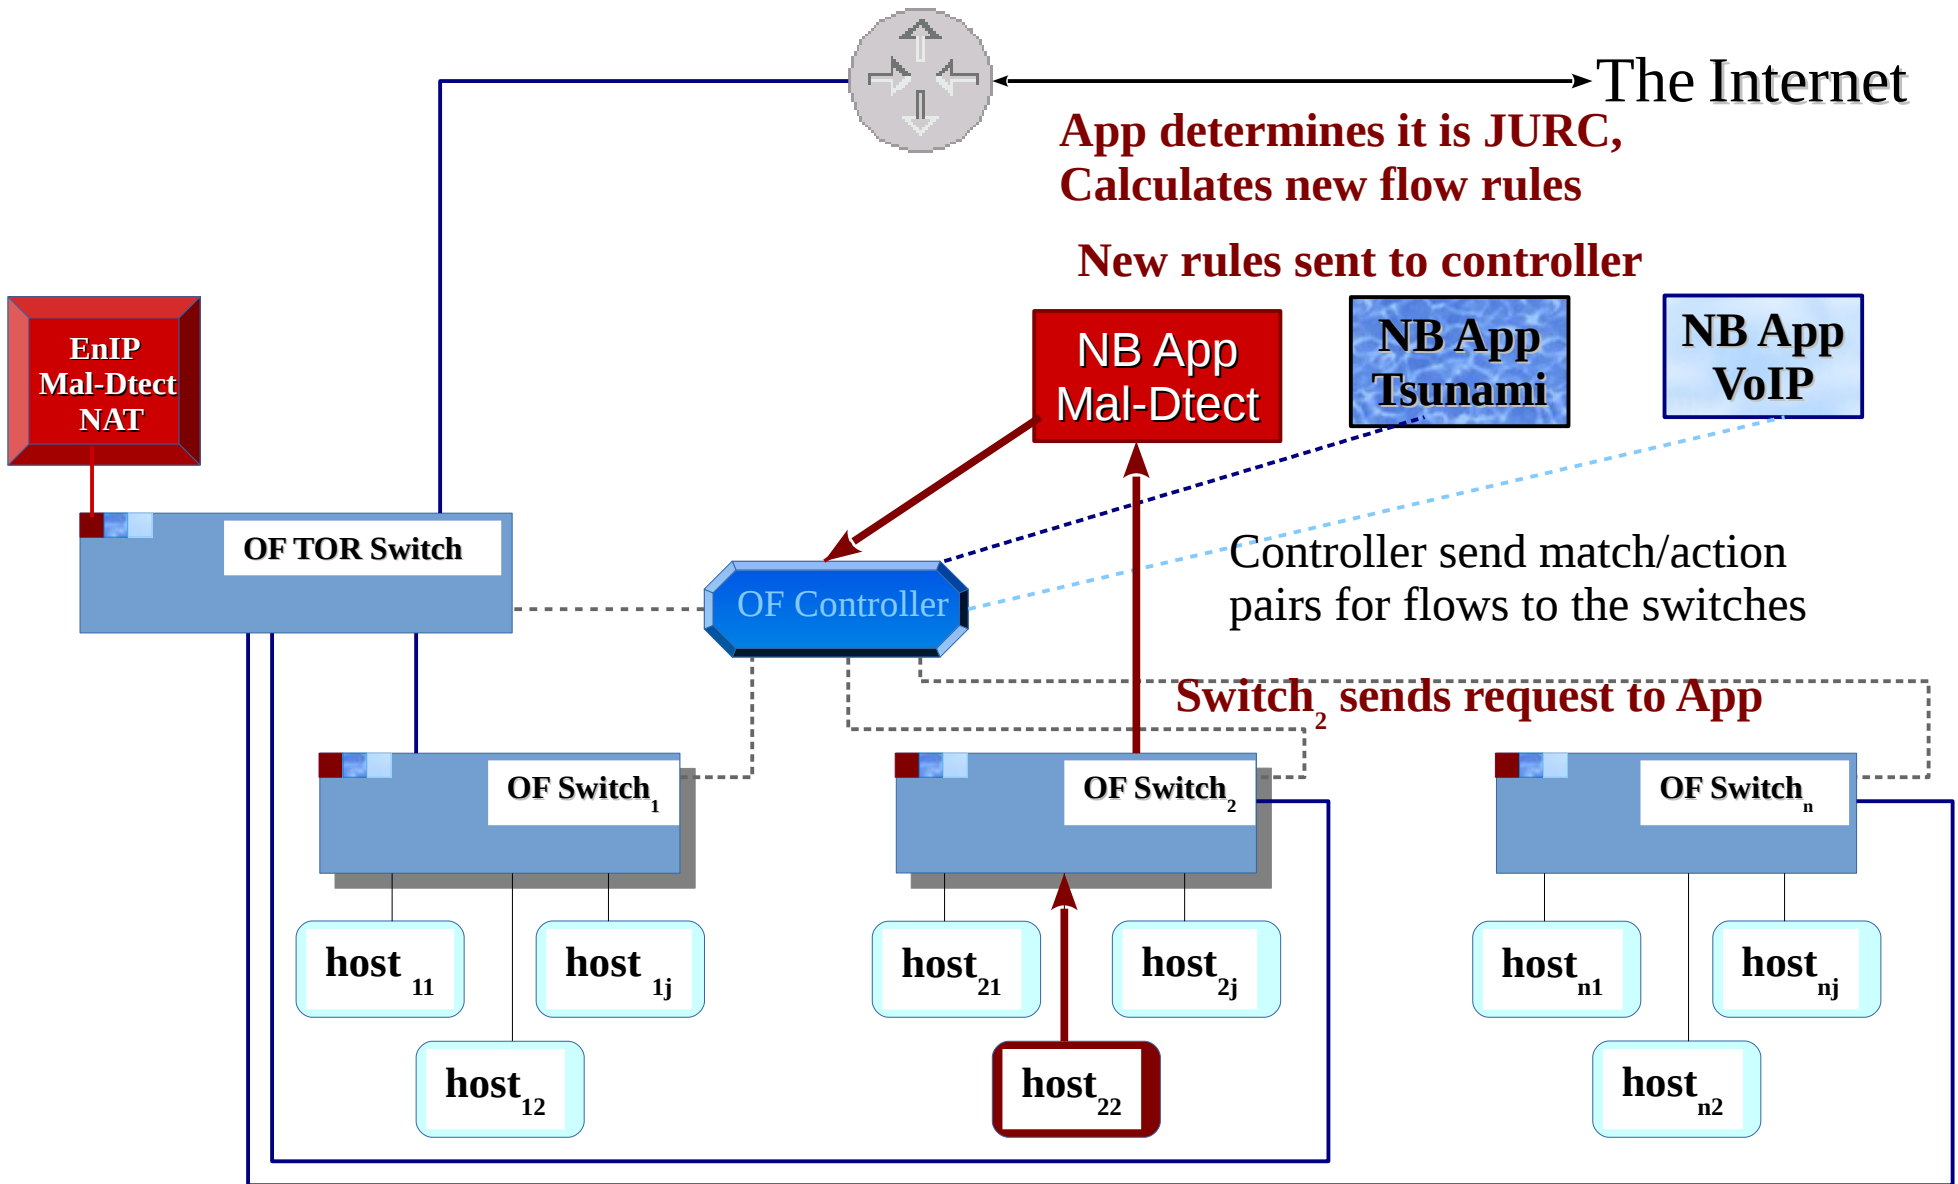 The Internet
App determines it is JURC,
Calculates new flow rules
New rules sent to controller
EnIP
Mal-Dtect
NAT
NB App
Mal-Dtect
NB App
Tsunami
NB App
VoIP
OF TOR Switch
OF Controller
Controller send match/action
pairs for flows to the switches
Switch2 sends request to App
OF Switch1
OF Switch2
OF Switchn
host 11
host 1j
host21
host2j
hostn1
hostnj
host12
host22
hostn2